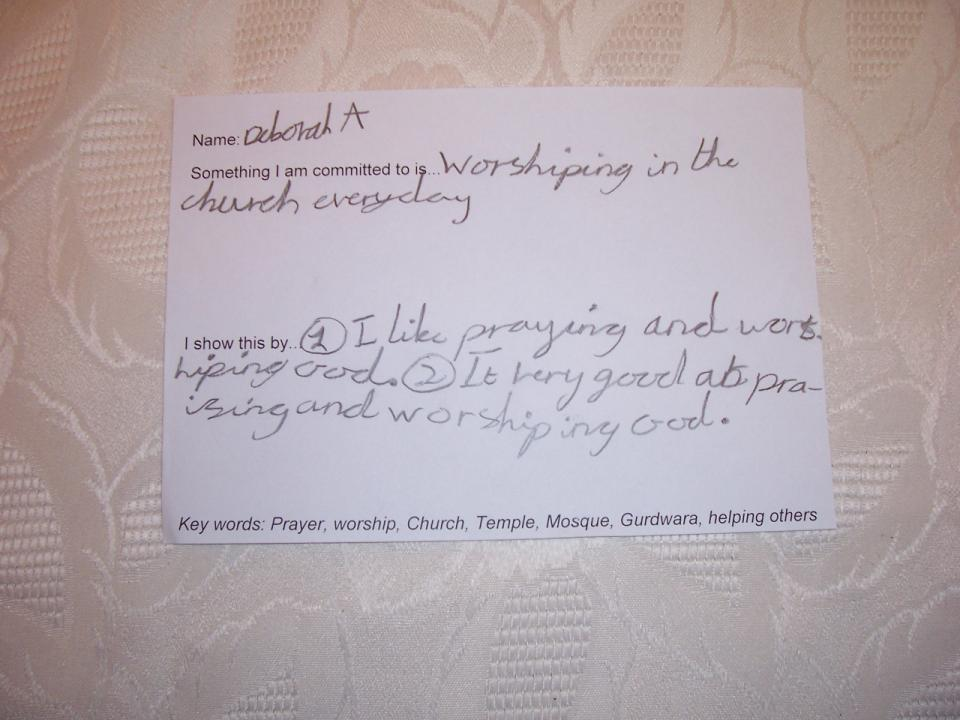 Name: Deborah A
Something I am committed to is... Worshiping in the
church everyday
I show this by... 1 I like praying and wors-
hiping God. 2 It very good at pra-
ising and worshiping God.
Key words: Prayer, worship, Church, Temple, Mosque, Gurdwara, helping others